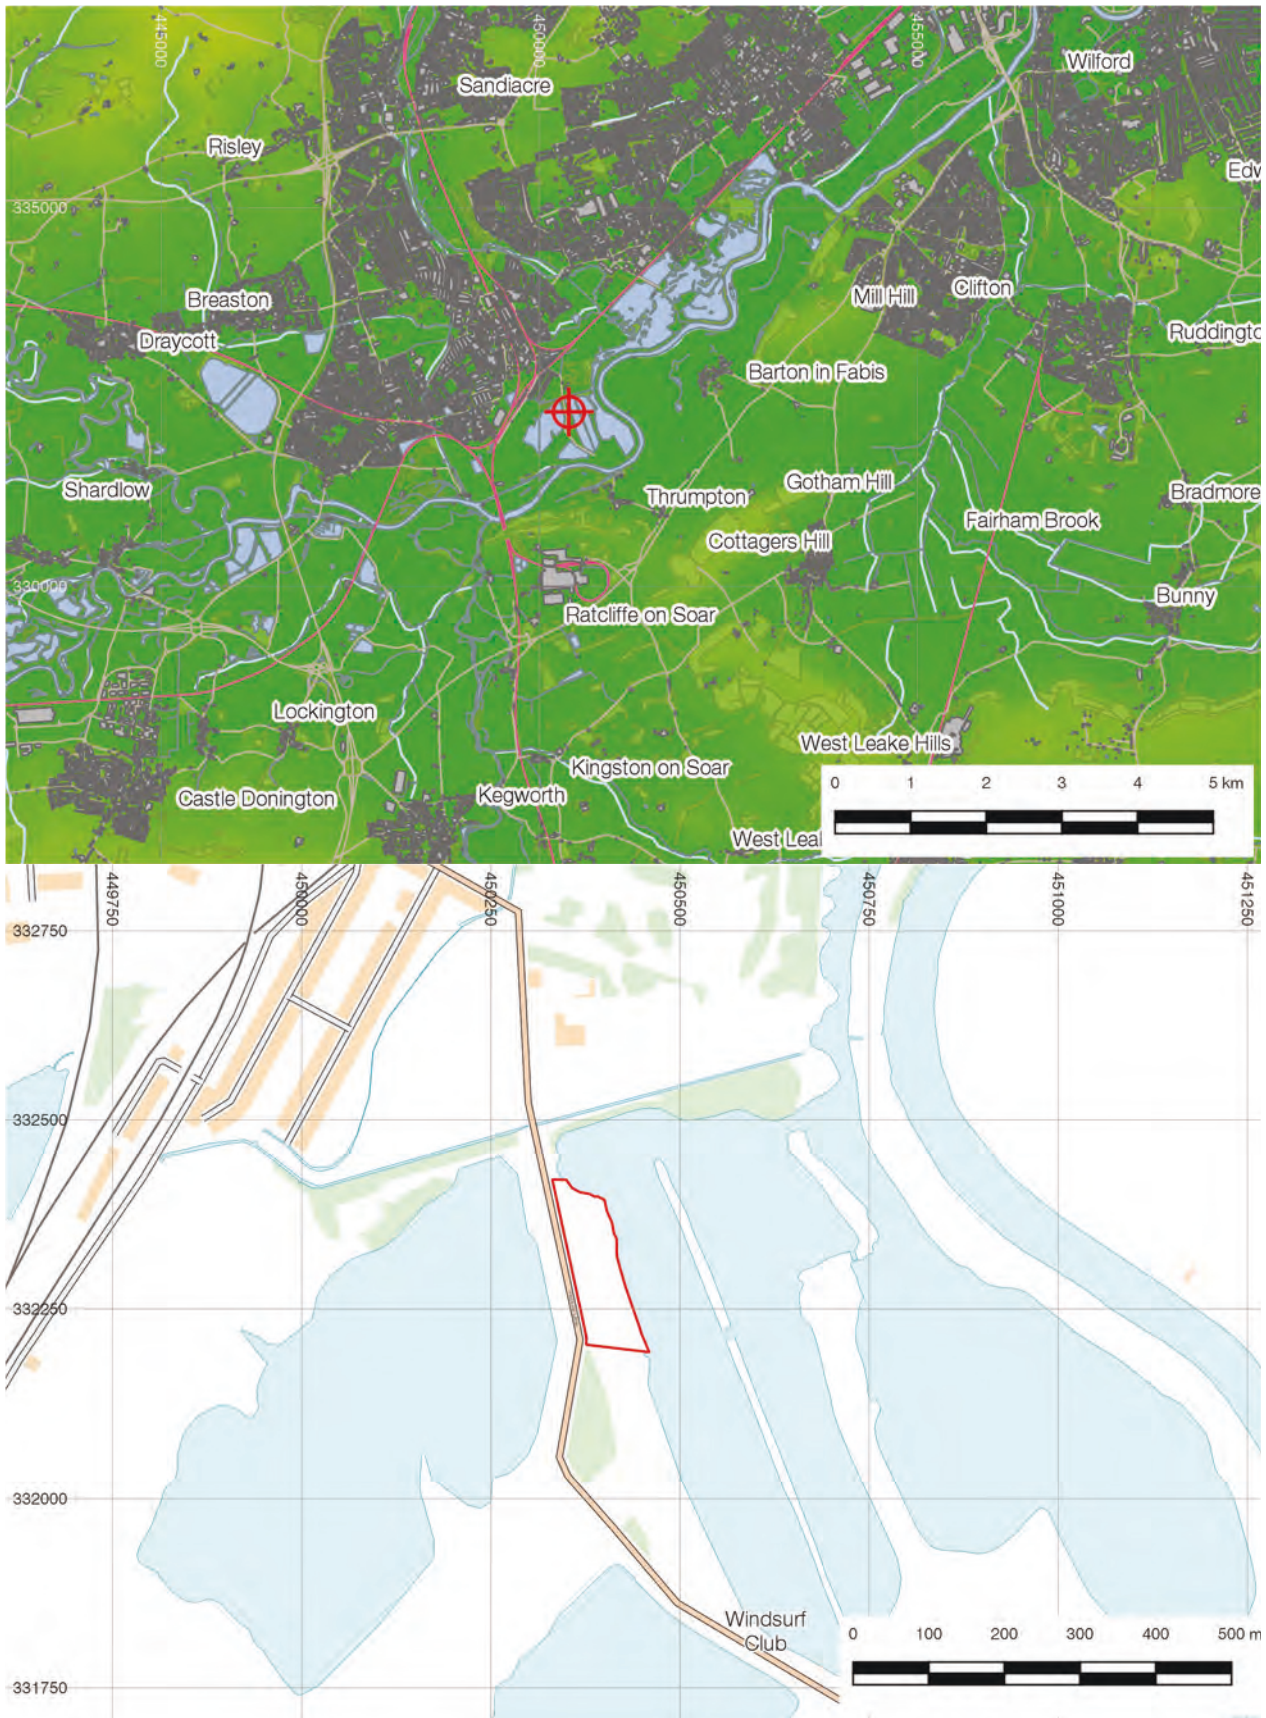 445000
450000
455000
Wilford
Sandiacre
Risley
Edw
335000
Breaston
Mill Hill
Clifton
Draycott
Ruddingto
Barton in Fabis
Shardlow
Gotham Hill
Thrumpton
Bradmore
Fairham Brook
Cottagers Hill
330000
Bunny
Ratcliffe on Soar
Lockington
West Leake Hills
Kingston on Soar
0 1 2 3 4 5 km
Castle Donington
Kegworth
West Leak
449750
450000
450250
450500
450750
451000
451250
332750
332500
332250
332000
Windsurf
Club
0 100 200 300 400 500 m
331750